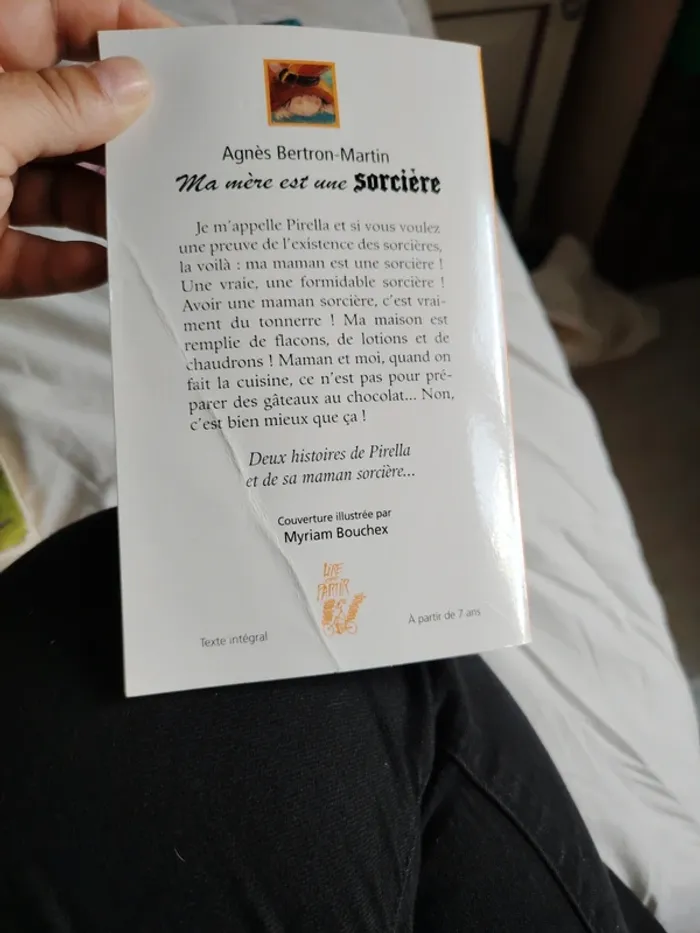 Agnès Bertron-Martin
Ma mère est une sorcière
Je m'appelle Pirella et si vous voulez
une preuve de l'existence des sorcières,
la voilà : ma maman est une sorcière !
Une vraie, une formidable sorcière !
Avoir une maman sorcière, c'est vrai-
ment du tonnerre ! Ma maison est
remplie de flacons, de lotions et de
chaudrons ! Maman et moi, quand on
fait la cuisine, ce n'est pas pour pré-
parer des gâteaux au chocolat... Non,
c'est bien mieux que ça !
Deux histoires de Pirella
et de sa maman sorcière...
Couverture illustrée par
Myriam Bouchex
LIRE
PARTIR
Texte intégral
À partir de 7 ans